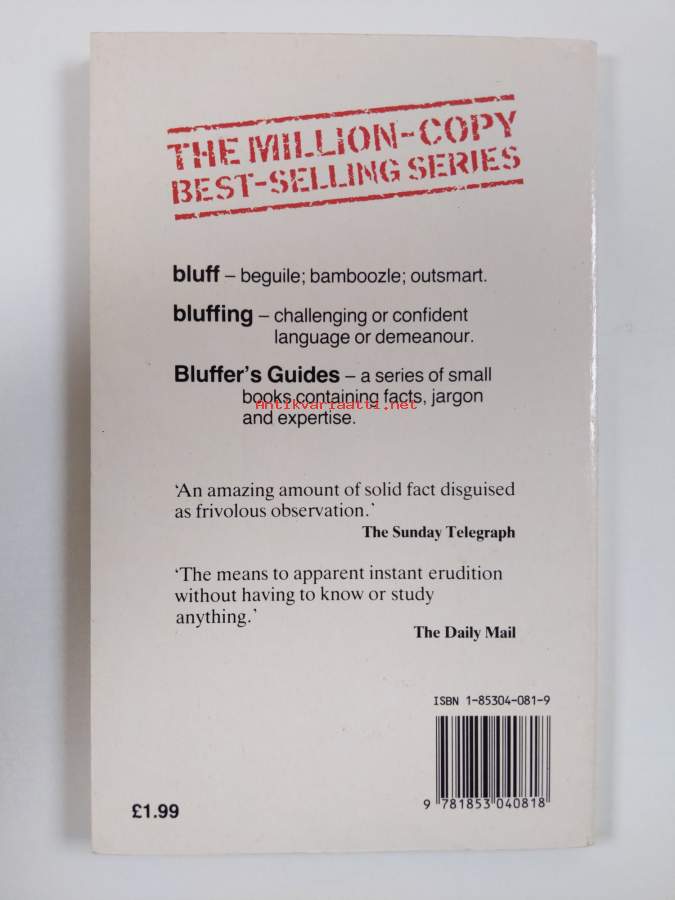 THE MILLION-COPY
BEST-SELLING SERIES
bluff – beguile; bamboozle; outsmart.
bluffing – challenging or confident
language or demeanour.
Bluffer's Guides – a series of small
books containing facts, jargon
Antikvariaatti.net
and expertise.
'An amazing amount of solid fact disguised
as frivolous observation.'
The Sunday Telegraph
'The means to apparent instant erudition
without having to know or study
anything.'
The Daily Mail
ISBN 1-85304-081-9
9 781853 040818
£1.99